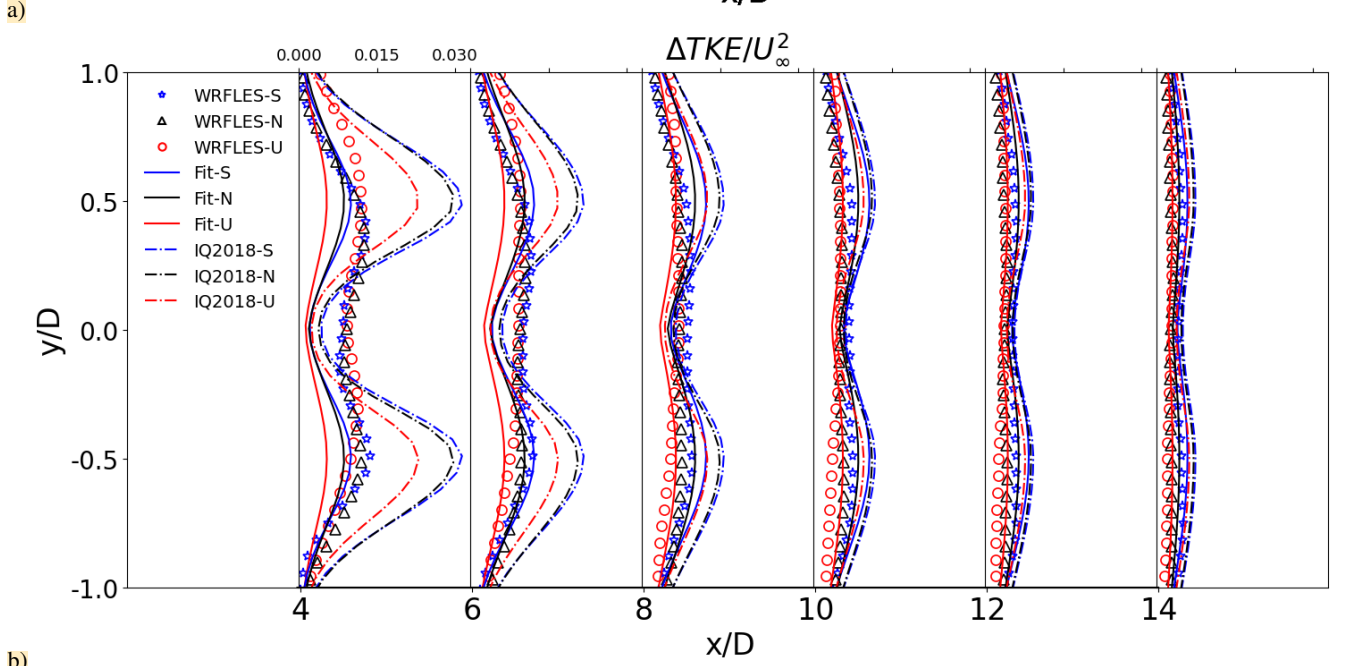 x/D
a)
ΔTKE/U²∞
0.000 0.015 0.030
1.0
0.5
0.0
-0.5
-1.0
y/D
WRFLES-S
WRFLES-N
WRFLES-U
Fit-S
Fit-N
Fit-U
IQ2018-S
IQ2018-N
IQ2018-U
4 6 8 10 12 14
x/D
b)